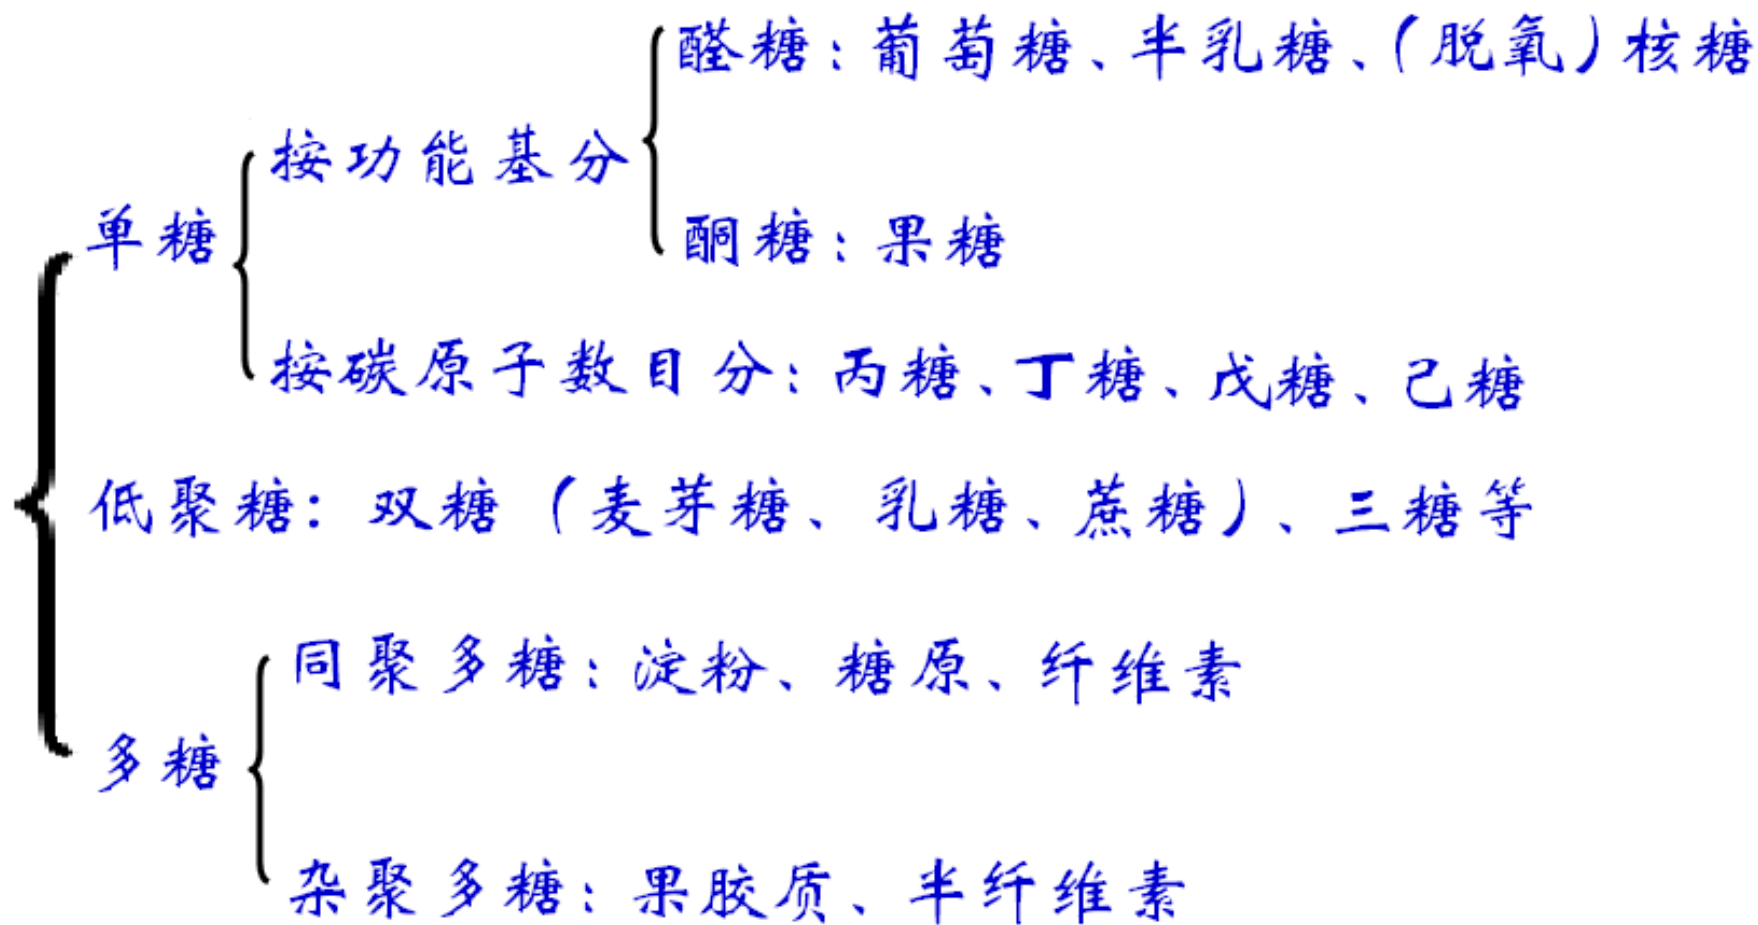 醛糖：葡萄糖、半乳糖、（脱氧）核糖
按功能基分
单糖
酮糖：果糖
按碳原子数目分：丙糖、丁糖、戊糖、己糖
低聚糖：双糖（麦芽糖、乳糖、蔗糖）、三糖等
同聚多糖：淀粉、糖原、纤维素
多糖
杂聚多糖：果胶质、半纤维素